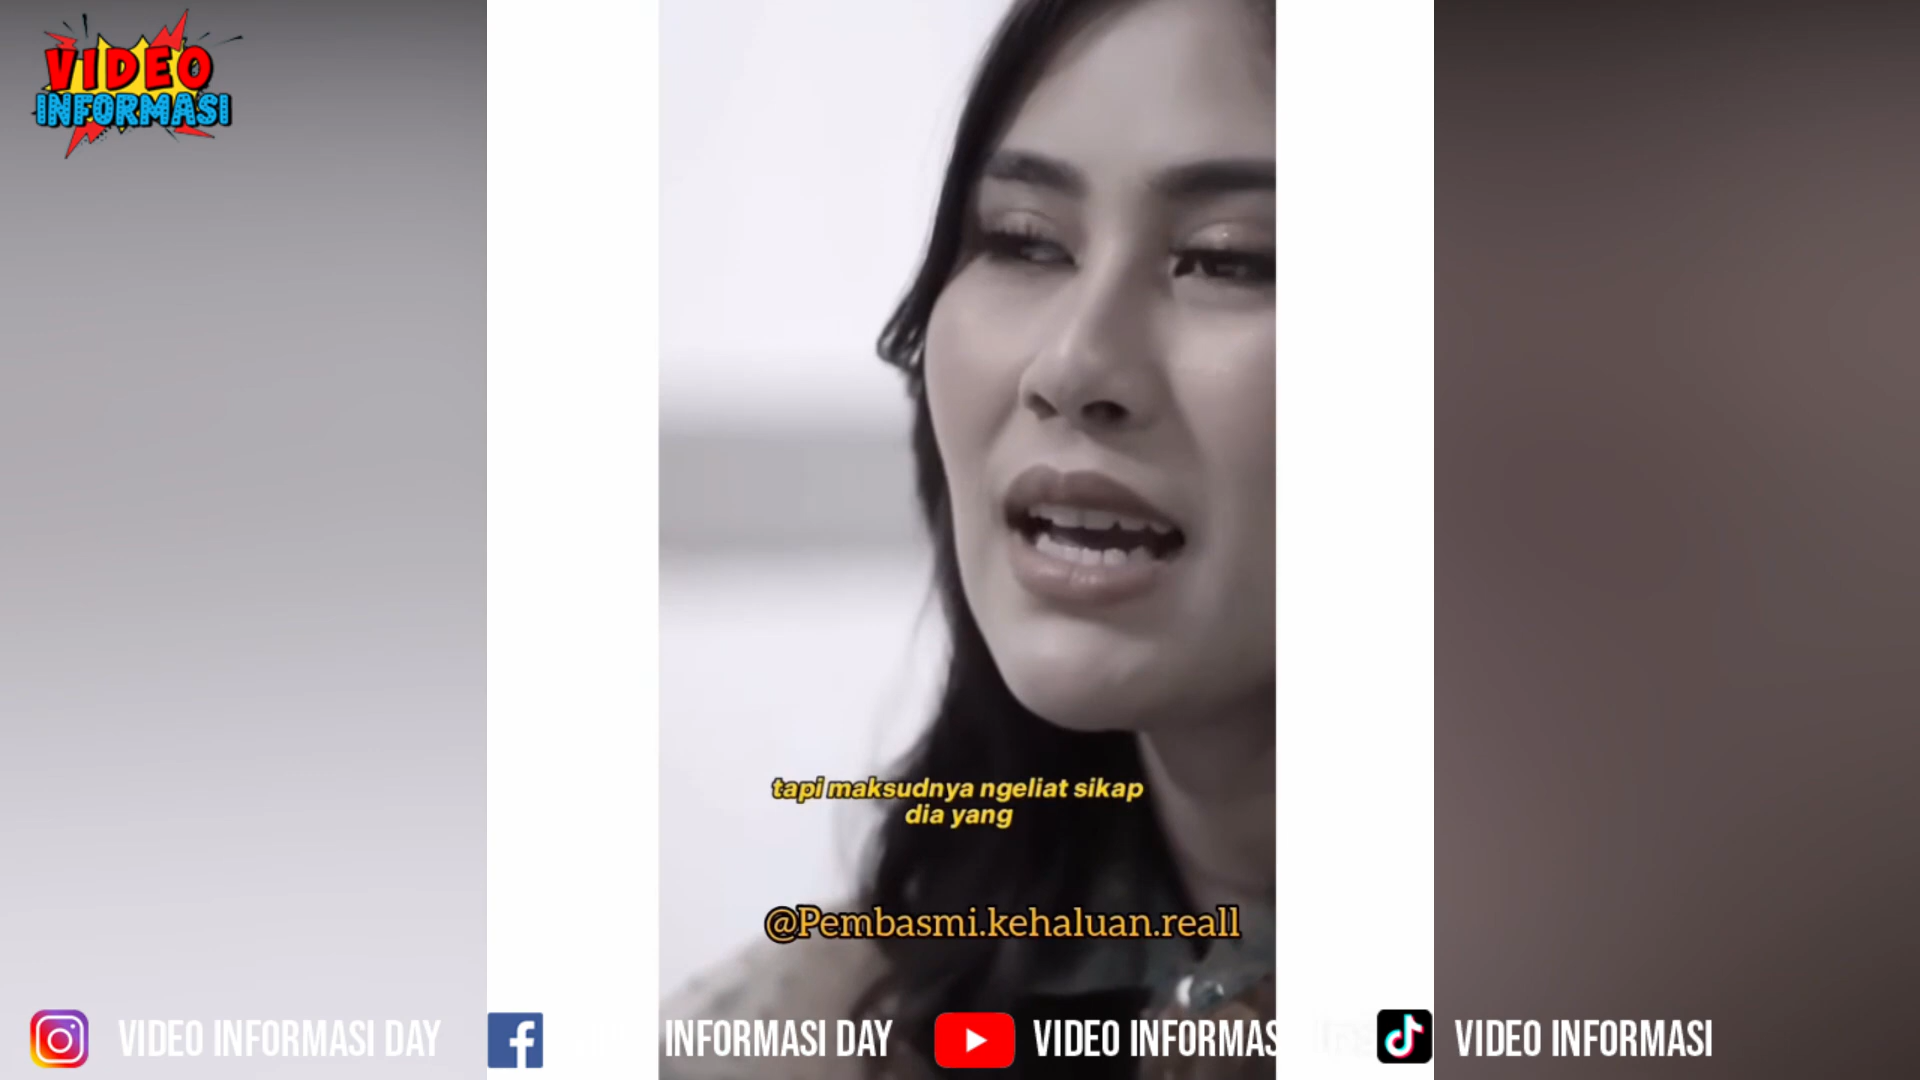 VIDEO
INFORMASI
tapi maksudnya ngeliat sikap
dia yang
@Pembasmi.kehaluan.reall
VIDEO INFORMASI DAY
INFORMASI DAY
VIDEO INFORMAS
VIDEO INFORMASI